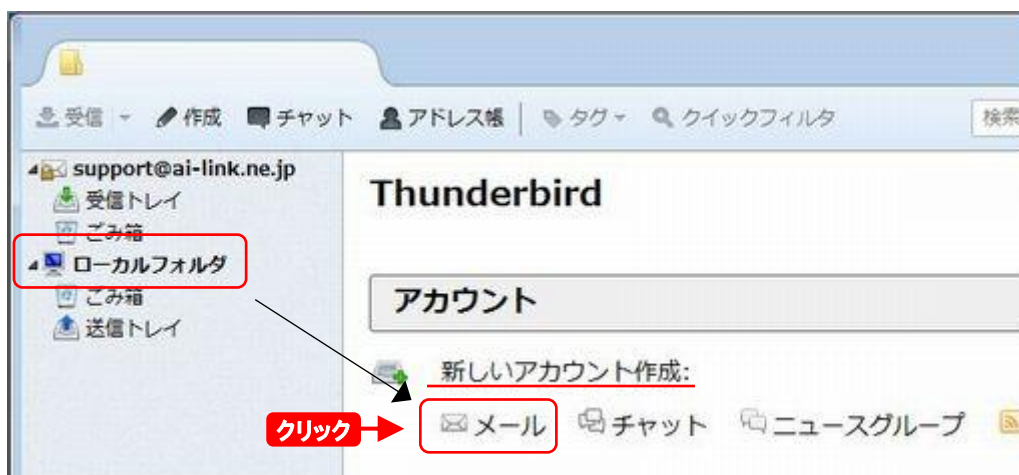 受信 作成 チャット アドレス帳 タグ クイックフィルタ 検索
support@ai-link.ne.jp
受信トレイ
ごみ箱
ローカルフォルダ
ごみ箱
送信トレイ
Thunderbird
アカウント
新しいアカウント作成:
クリック
メール チャット ニュースグループ